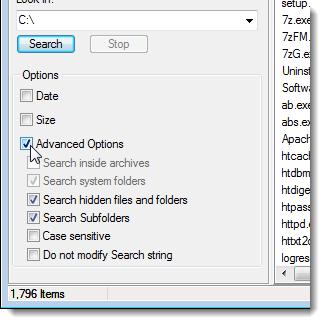 Look in:
C:\
Search
Stop
Options
Date
Size
Advanced Options
Search inside archives
Search system folders
Search hidden files and folders
Search Subfolders
Case sensitive
Do not modify Search string
1,796 Items
setup.
7z.exe
7zFM.
7zG.e
Uninst
Softwa
ab.exe
abs.ex
Apach
htcach
htdbm
htdige
htpass
httpd.e
httxt2c
logres